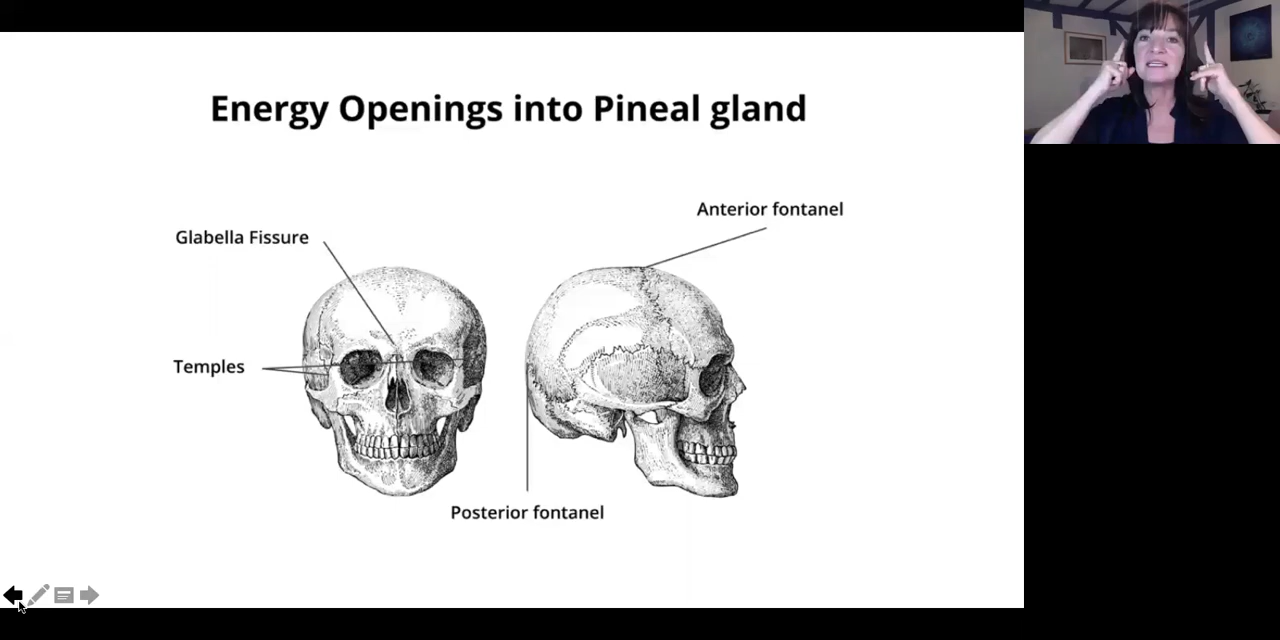 Energy Openings into Pineal gland
Anterior fontanel
Glabella Fissure
Temples
Posterior fontanel